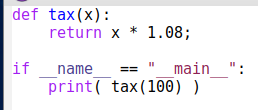 def tax(x):
    return x * 1.08;

if __name__ == "__main__":
    print( tax(100) )